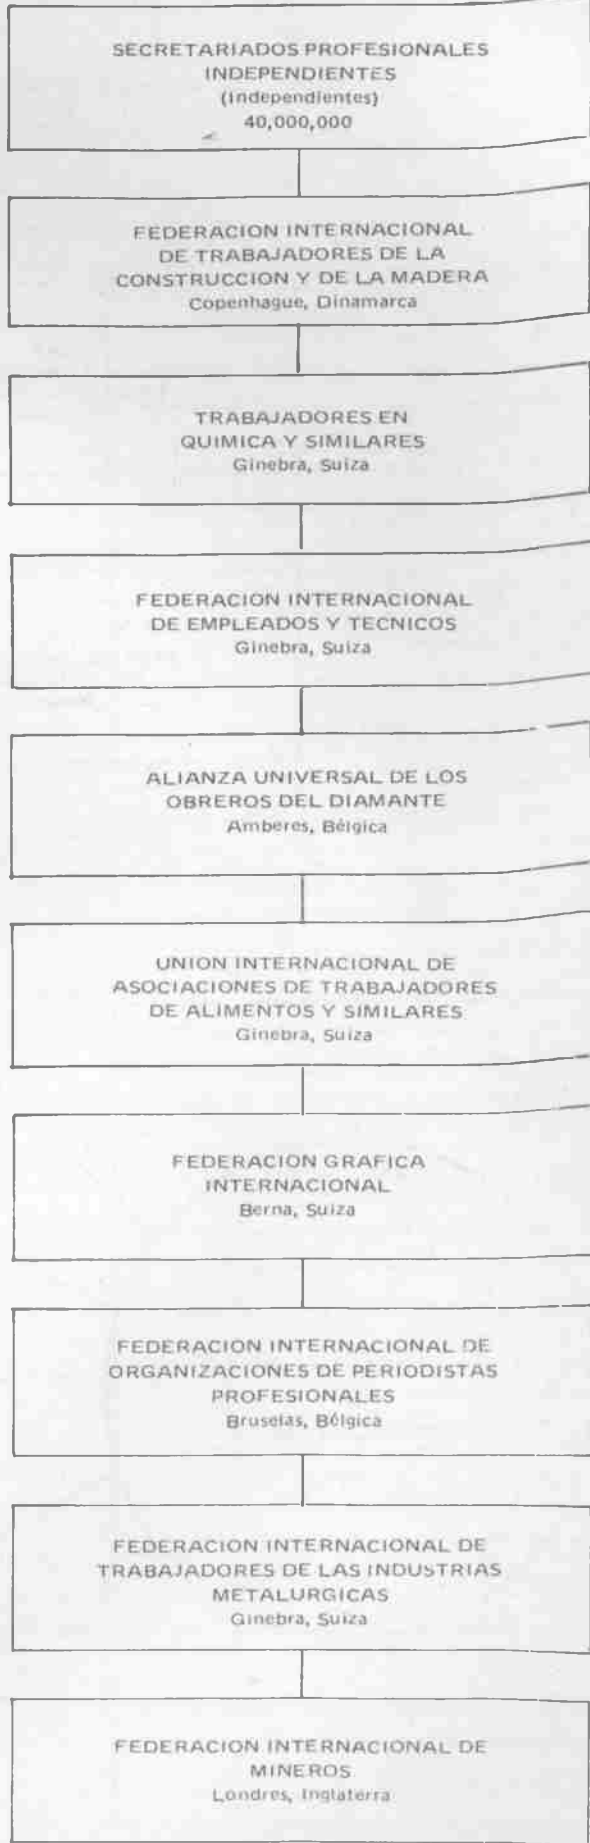 SECRETARIADOS PROFESIONALES
INDEPENDIENTES
(Independientes)
40,000,000
FEDERACION INTERNACIONAL
DE TRABAJADORES DE LA
CONSTRUCCION Y DE LA MADERA
Copenhague, Dinamarca
TRABAJADORES EN
QUIMICA Y SIMILARES
Ginebra, Suiza
FEDERACION INTERNACIONAL
DE EMPLEADOS Y TECNICOS
Ginebra, Suiza
ALIANZA UNIVERSAL DE LOS
OBREROS DEL DIAMANTE
Amberes, Bélgica
UNION INTERNACIONAL DE
ASOCIACIONES DE TRABAJADORES
DE ALIMENTOS Y SIMILARES
Ginebra, Suiza
FEDERACION GRAFICA
INTERNACIONAL
Berna, Suiza
FEDERACION INTERNACIONAL DE
ORGANIZACIONES DE PERIODISTAS
PROFESIONALES
Bruselas, Bélgica
FEDERACION INTERNACIONAL DE
TRABAJADORES DE LAS INDUSTRIAS
METALURGICAS
Ginebra, Suiza
FEDERACION INTERNACIONAL DE
MINEROS
Londres, Inglaterra